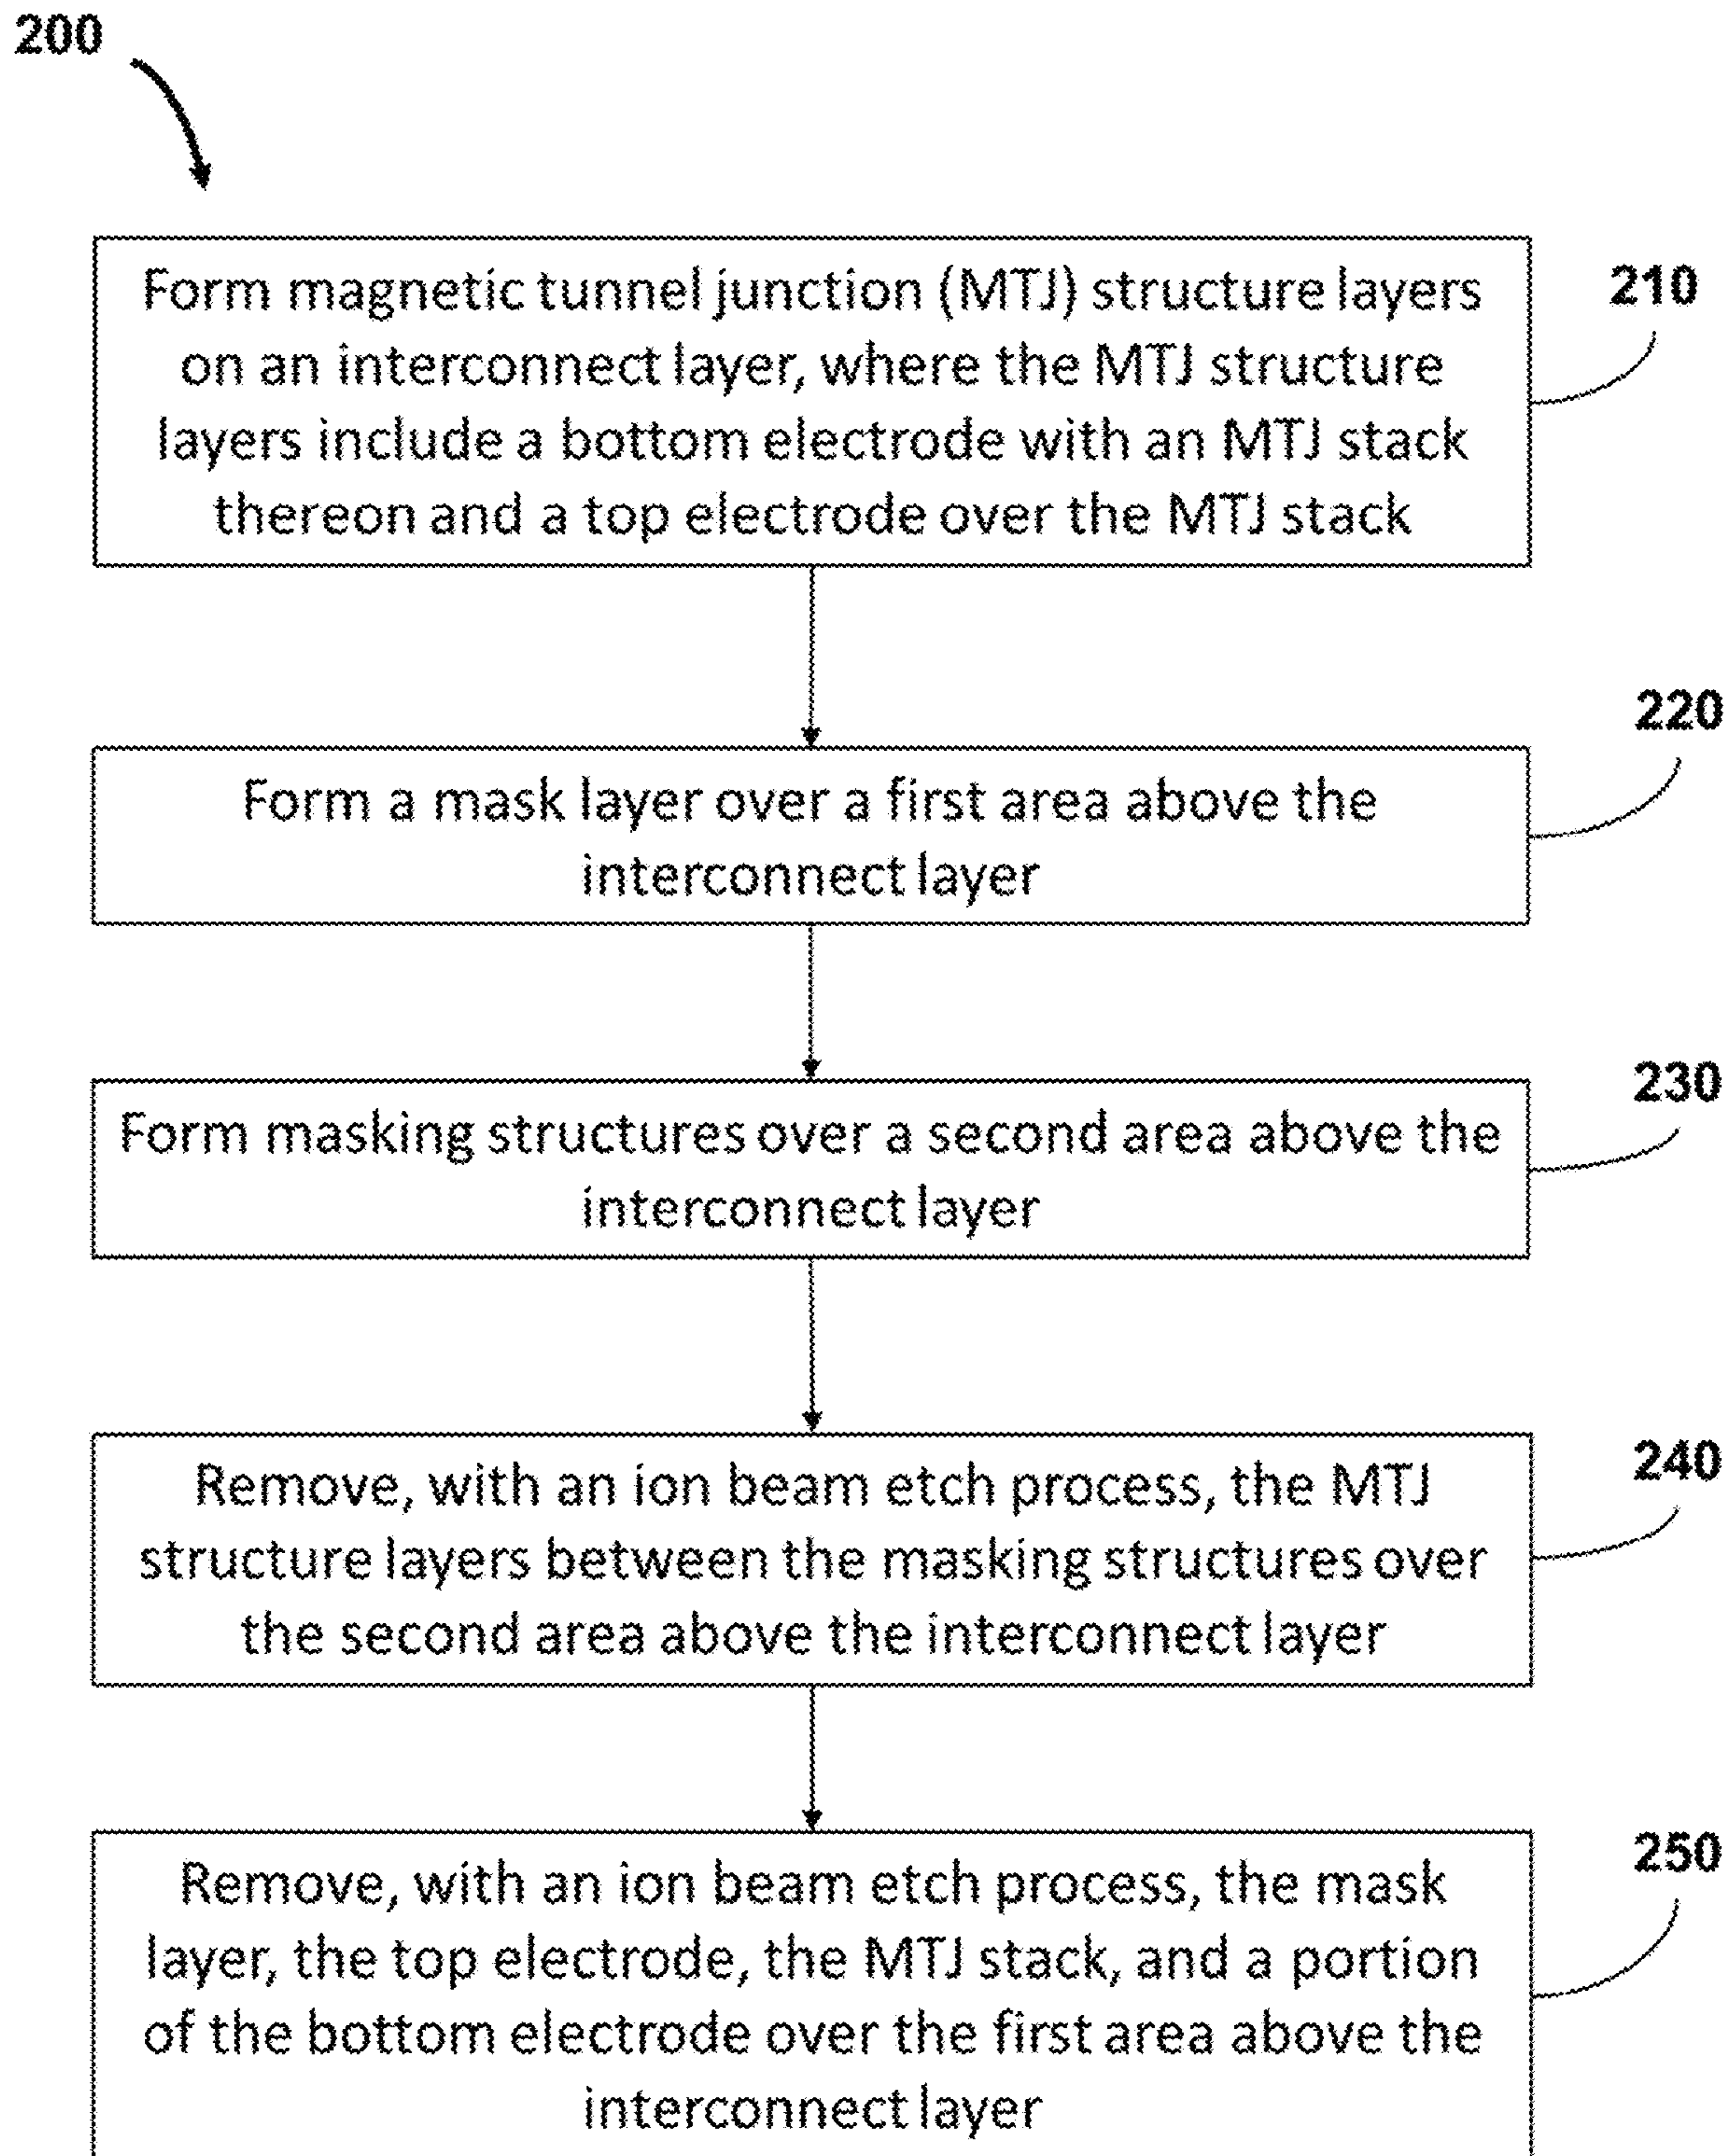 200
Form magnetic tunnel junction (MTJ) structure layers
on an interconnect layer, where the MTJ structure
layers include a bottom electrode with an MTJ stack
thereon and a top electrode over the MTJ stack
210
Form a mask layer over a first area above the
interconnect layer
220
Form masking structures over a second area above the
interconnect layer
230
Remove, with an ion beam etch process, the MTJ
structure layers between the masking structures over
the second area above the interconnect layer
240
Remove, with an ion beam etch process, the mask
layer, the top electrode, the MTJ stack, and a portion
of the bottom electrode over the first area above the
interconnect layer
250